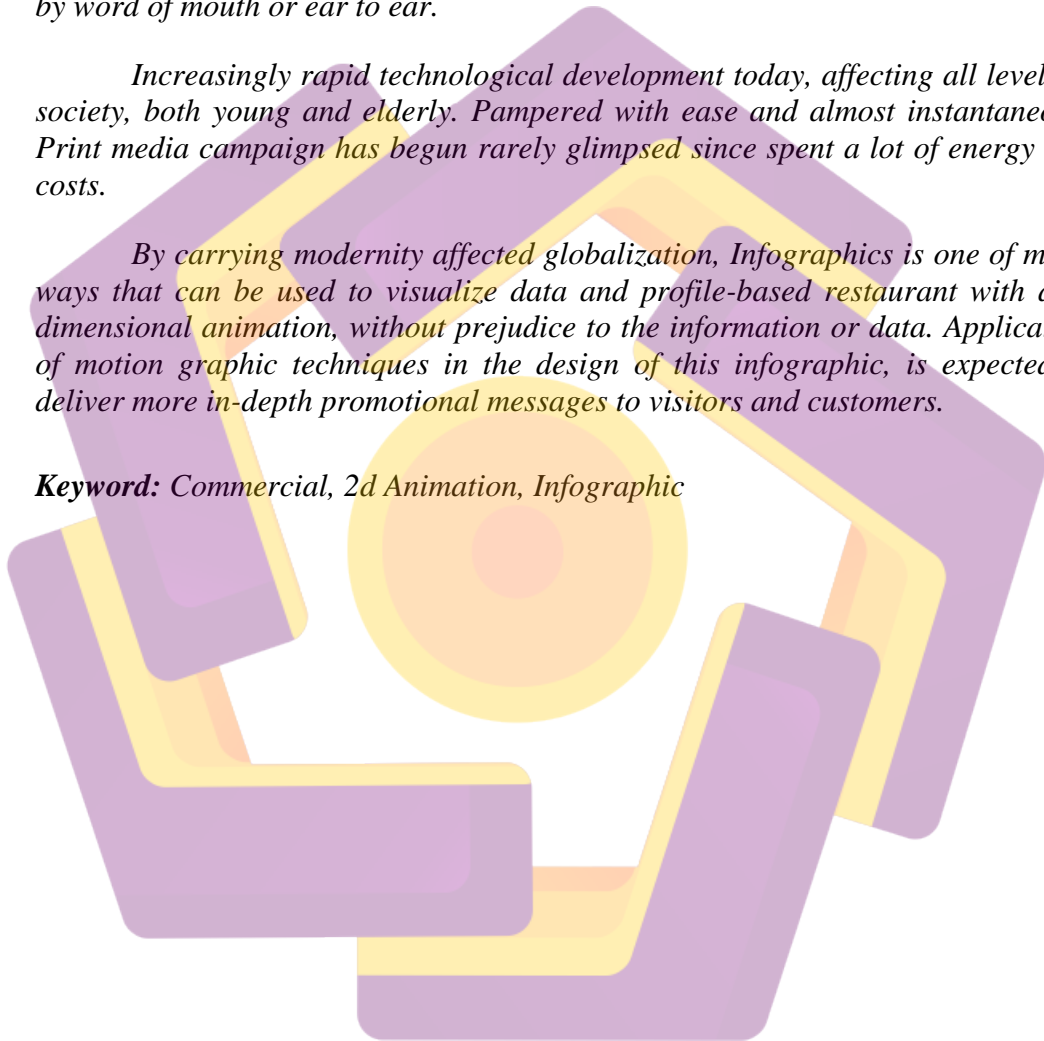 by word of mouth or ear to ear.
Increasingly rapid technological development today, affecting all level
society, both young and elderly. Pampered with ease and almost instantanee
Print media campaign has begun rarely glimpsed since spent a lot of energy
costs.
By carrying modernity affected globalization, Infographics is one of m
ways that can be used to visualize data and profile-based restaurant with a
dimensional animation, without prejudice to the information or data. Applicat
of motion graphic techniques in the design of this infographic, is expected
deliver more in-depth promotional messages to visitors and customers.
Keyword: Commercial, 2d Animation, Infographic